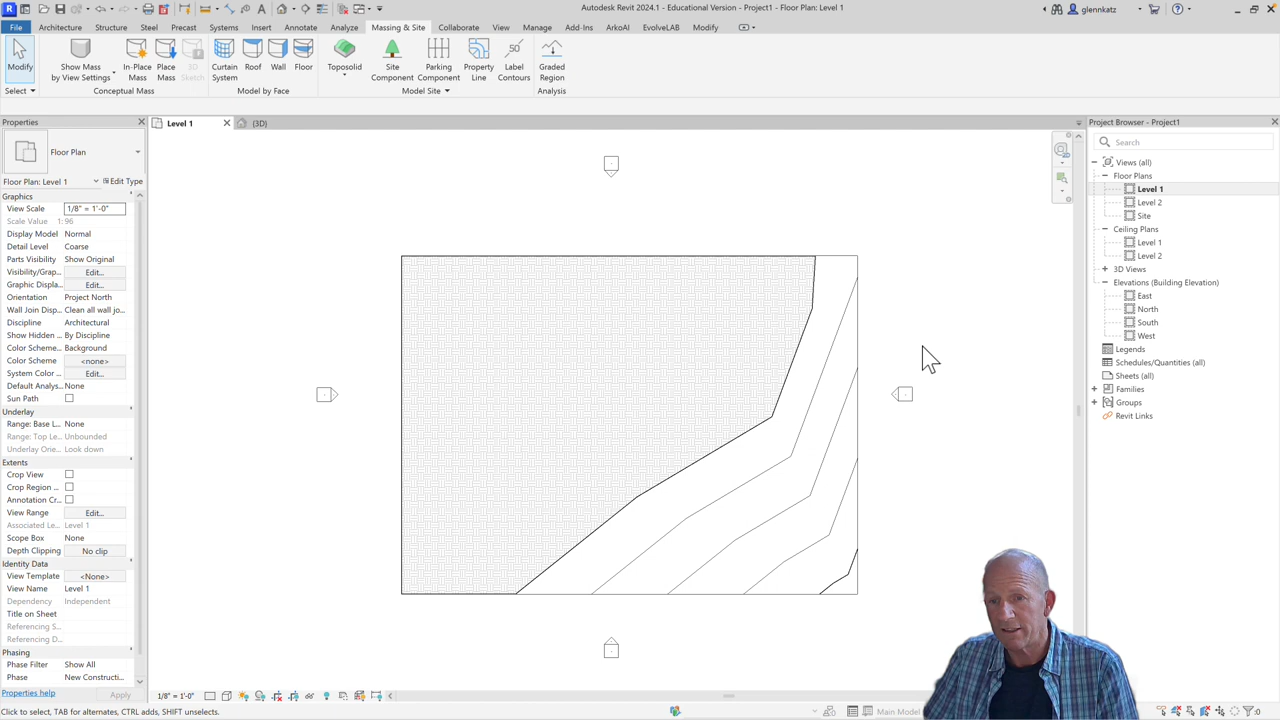 Autodesk Revit 2024.1 - Educational Version - Project1 - Floor Plan: Level 1
glennkatz
File Architecture Structure Steel Precast Systems Insert Annotate Analyze Massing & Site Collaborate View Manage Add-Ins ArkoAI EvolveLAB Modify
Modify
Show Mass
by View Settings
In-Place
Mass
Place
Mass
Curtain
System
Roof
Wall
Floor
Toposolid
Site
Component
Parking
Component
Property
Line
50
Label
Contours
Graded
Region
Select
Conceptual Mass
Model by Face
Model Site
Analysis
Properties
Floor Plan
Floor Plan: Level 1
Edit Type
Graphics
View Scale 1/8" = 1'-0"
Scale Value 1: 96
Display Model Normal
Detail Level Coarse
Parts Visibility Show Original
Visibility/Grap... Edit...
Graphic Displa... Edit...
Orientation Project North
Wall Join Disp... Clean all wall jo...
Discipline Architectural
Show Hidden ... By Discipline
Color Scheme... Background
Color Scheme <none>
System Color ... Edit...
Default Analys... None
Sun Path
Underlay
Range: Base L... None
Range: Top Le... Unbounded
Underlay Orie... Look down
Extents
Crop View
Crop Region ...
Annotation Cr...
View Range Edit...
Associated Le... Level 1
Scope Box None
Depth Clipping No clip
Identity Data
View Template <None>
View Name Level 1
Dependency Independent
Title on Sheet
Referencing S...
Referencing D...
Phasing
Phase Filter Show All
Phase New Constructi...
Properties help Apply
Level 1
(3D)
Project Browser - Project1
Search
Views (all)
Floor Plans
Level 1
Level 2
Site
Ceiling Plans
Level 1
Level 2
3D Views
Elevations (Building Elevation)
East
North
South
West
Legends
Schedules/Quantities (all)
Sheets (all)
Families
Groups
Revit Links
1/8" = 1'-0"
Click to select, TAB for alternates, CTRL adds, SHIFT unselects.
Main Model
:0